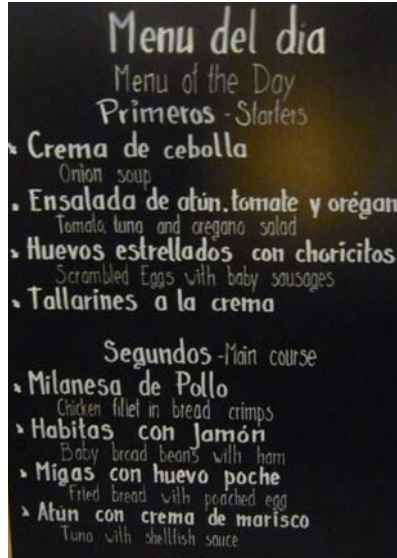 Menu del dia
Menu of the Day
Primeros - Starters
Crema de cebolla
Onion soup
Ensalada de atún. tomate y orégan
Tomato, tuna and oregano salad
Huevos estrellados con choricitos
Scrambled Eggs with baby sausages
Tallarines a la crema
Segundos - Main course
Milanesa de Pollo
Chicken fillet in bread crimps
Habitas con Jamón
Baby broad beans with ham
Migas con huevo poche
Fried bread with poached egg
Atún con crema de marisco
Tuna with shellfish sauce